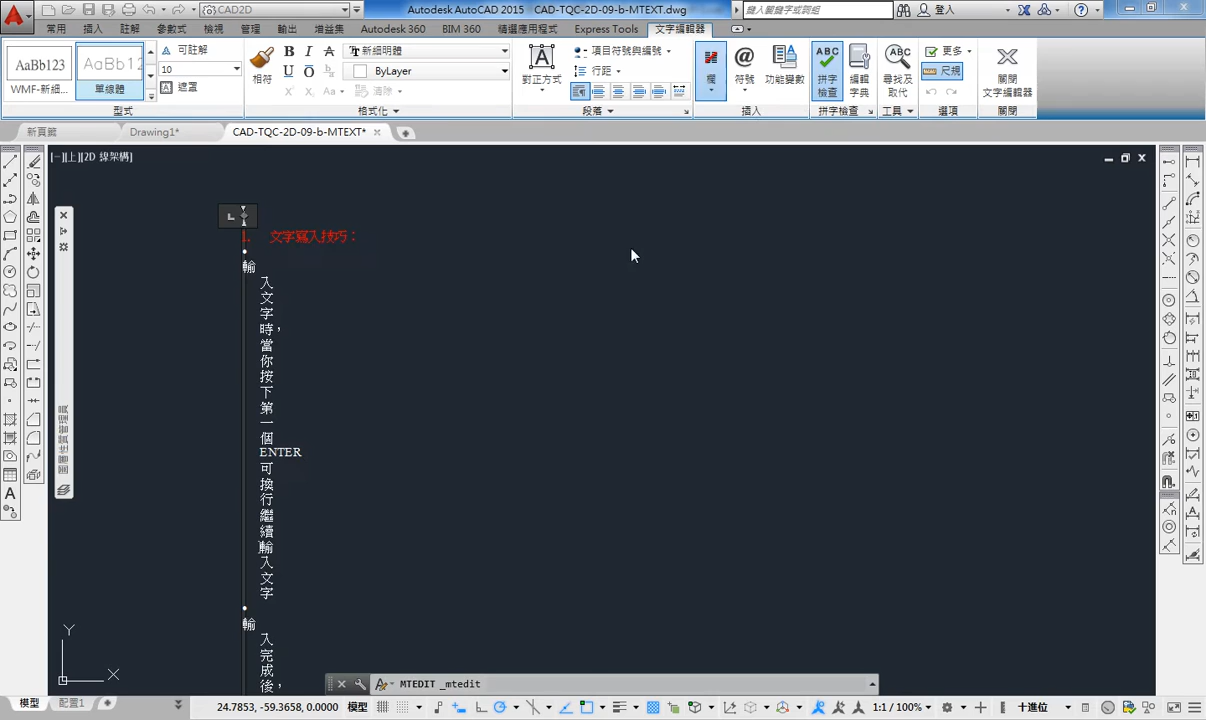 CAD2D
Autodesk AutoCAD 2015 CAD-TQC-2D-09-b-MTEXT.dwg
鍵入關鍵字或詞組
登入
常用 插入 註解 參數式 檢視 管理 輸出 增益集 Autodesk 360 BIM 360 精選應用程式 Express Tools 文字編輯器
AaBb123 AaBb12
WMF-新細... 單線體
可註解
10
遮罩
型式
相符
B I A
新細明體
U O
ByLayer
Aa 清除
格式化
對正方式
項目符號與編號
行距
段落
欄
符號
功能變數
插入
ABC
拼字
檢查
編輯
字典
拼字檢查
ABC
尋找及
取代
工具
更多
尺規
選項
關閉
文字編輯器
關閉
新頁籤 Drawing1* CAD-TQC-2D-09-b-MTEXT*
[−][上][2D 線架構]
1. 文字寫入技巧：
•
輸
入
文
字
時，
當
你
按
下
第
一
個
ENTER
可
換
行
繼
續
輸
入
文
字
•
輸
入
完
成
後，
圖層性質管理員
Y
X
MTEDIT _mtedit
模型 配置1
24.7853, -59.3658, 0.0000 模型
1:1 / 100%
十進位